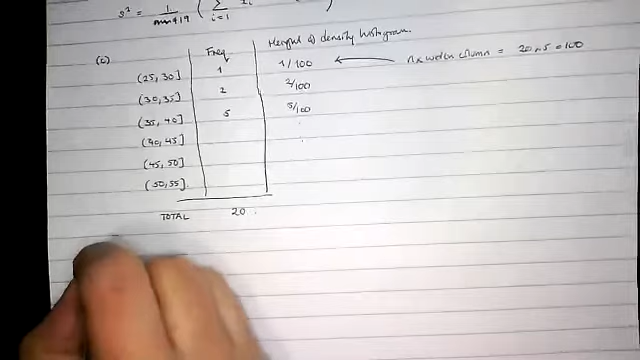 s² = 1/ 19 ( Σ i=1 )
(c) Freq Height of density histogram.
(25, 30] 1 1/100 ← n x width column = 20 x 5 = 100
(30, 35] 2 2/100
(35, 40] 5 5/100
(40, 45]
(45, 50]
(50, 55]
TOTAL 20